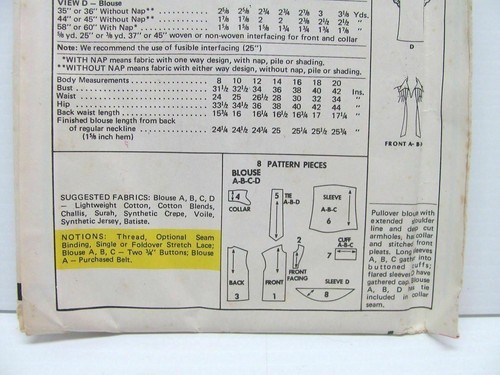 VIEW D - Blouse
35" or 36" Without Nap** . . . . . . . . . . . 2⅝ 2⅝ 2¾ 2¾ 2⅞ 3 3⅛ Yds.
44" or 45" Without Nap** . . . . . . . . . . . 1⅞ 1⅞ 2 2 2⅜ 2½ 2½ "
58" or 60" With Nap* . . . . . . . . . . . . . 1⅝ 1⅝ 1⅝ 1¾ 1¾ 1¾ 1⅞ "
⅝ yd. 25" or ⅞ yd. 37" or 45" woven or non-woven interfacing for front and collar
Note: We recommend the use of fusible interfacing (25")
*WITH NAP means fabric with one way design, with nap, pile or shading.
**WITHOUT NAP means fabric with either way design, without nap, pile or shading.
Body Measurements . . . . . . . . . . 8 10 12 14 16 18 20
Bust . . . . . . . . . . 31½ 32½ 34 36 38 40 42 Ins.
Waist . . . . . . . . . . 24 25 26½ 28 30 32 34 "
Hip . . . . . . . . . . 33½ 34½ 36 38 40 42 44 "
Back waist length . . . . . . . . . . 15¾ 16 16¼ 16½ 16¾ 17 17¼ "
Finished blouse length from back
of regular neckline . . . . . . . . . . 24¼ 24½ 24¾ 25 25¼ 25½ 25¾ "
(1⅝ inch hem)
D
FRONT A-B
8 PATTERN PIECES
BLOUSE
A-B-C-D
4
COLLAR
5
TIE
A-B-D
SLEEVE
A-B-C
6
2
FRONT
FACING
CUFF
A-B-C
7
BACK
3
FRONT
1
SLEEVE D
8
SUGGESTED FABRICS: Blouse A, B, C, D
— Lightweight Cotton, Cotton Blends,
Challis, Surah, Synthetic Crepe, Voile,
Synthetic Jersey, Batiste.
NOTIONS: Thread, Optional Seam
Binding, Single or Foldover Stretch Lace;
Blouse A, B, C — Two ⅜" Buttons; Blouse
A — Purchased Belt.
Pullover blouse with
extended shoulder
line and deep cut
armholes, has collar
and stitched front
pleats. Long sleeves
A, B, C gather into
buttoned cuffs;
flared sleeves D have
gathered cap. Blouse
A, B, D has tie
included in collar
seam.